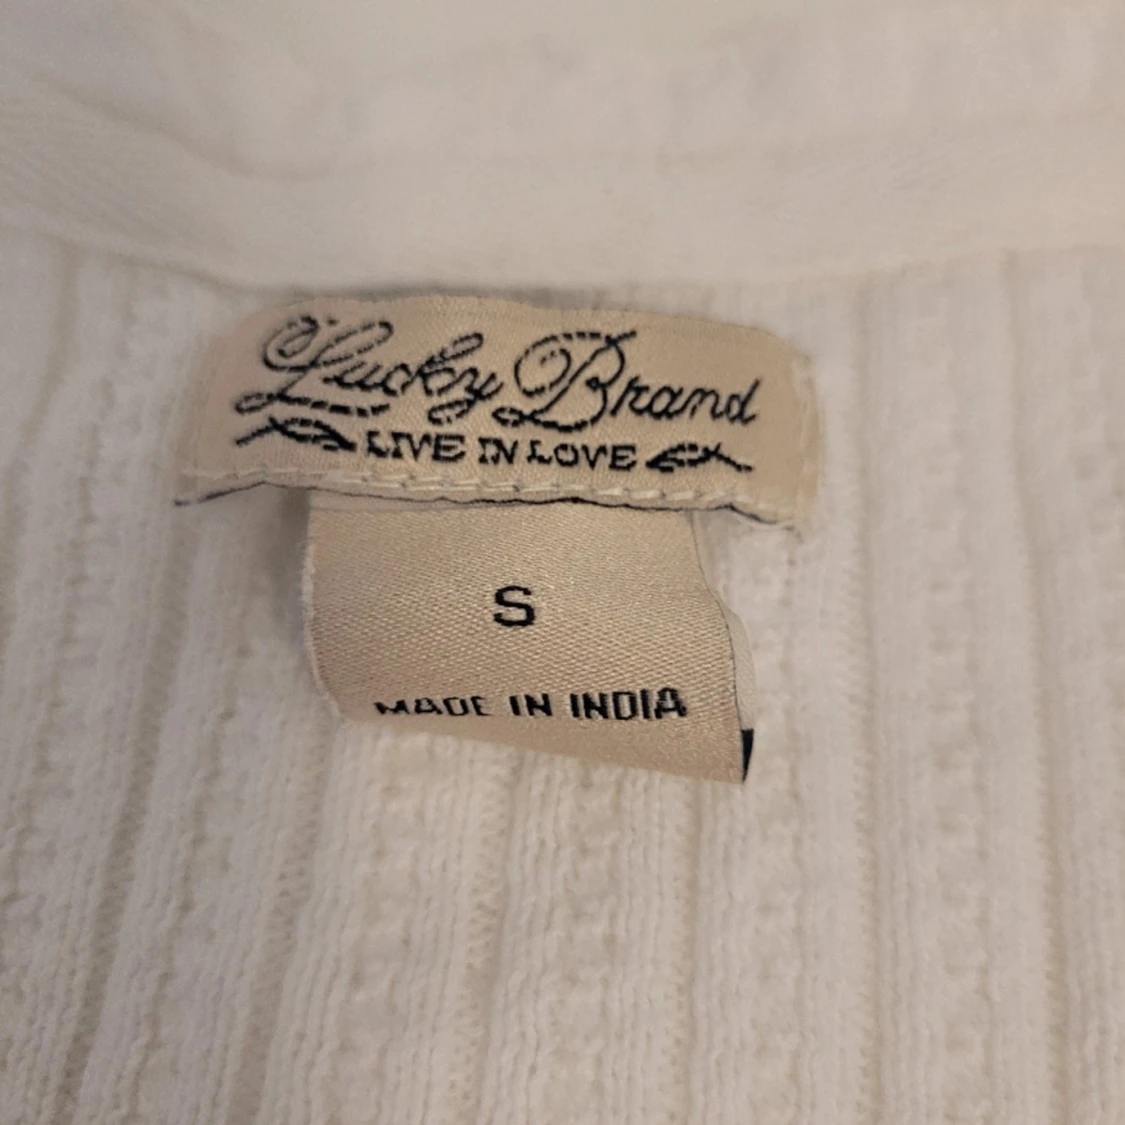 Lucky Brand
LIVE IN LOVE
S
MADE IN INDIA